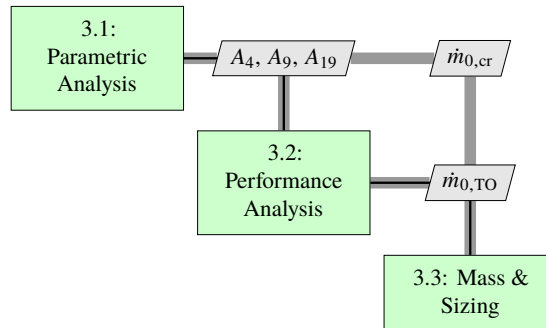 3.1:
Parametric
Analysis
A₄, A₉, A₁₉
ṁ₀,cr
3.2:
Performance
Analysis
ṁ₀,TO
3.3: Mass &
Sizing